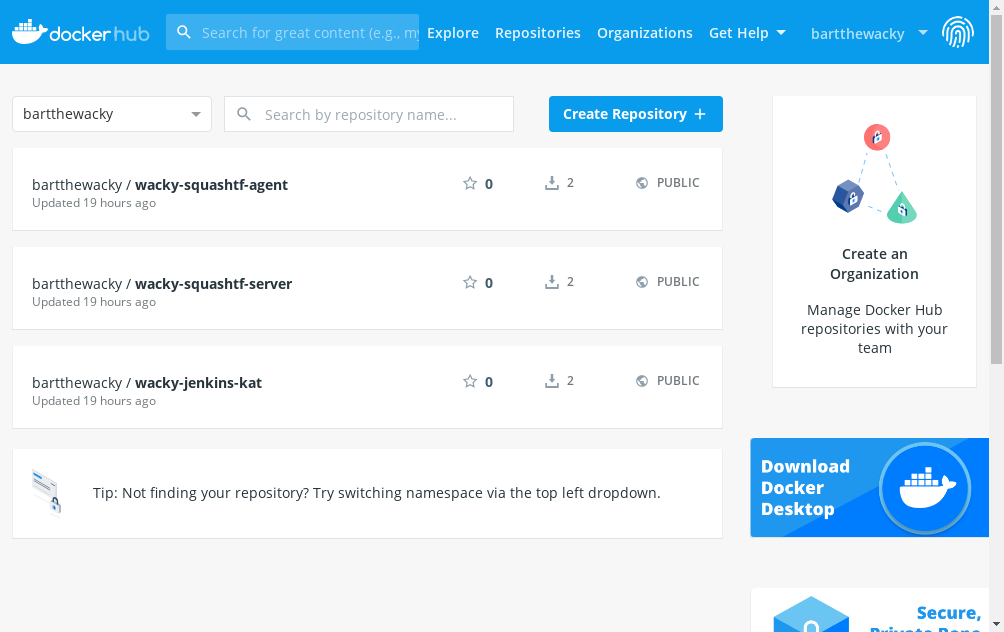 docker hub
Search for great content (e.g., my
Explore
Repositories
Organizations
Get Help
bartthewacky
bartthewacky
Search by repository name...
Create Repository +
bartthewacky / wacky-squashtf-agent
Updated 19 hours ago
0
2
PUBLIC
bartthewacky / wacky-squashtf-server
Updated 19 hours ago
0
2
PUBLIC
bartthewacky / wacky-jenkins-kat
Updated 19 hours ago
0
2
PUBLIC
Tip: Not finding your repository? Try switching namespace via the top left dropdown.
Create an
Organization
Manage Docker Hub
repositories with your
team
Download
Docker
Desktop
Secure,
Private Repo